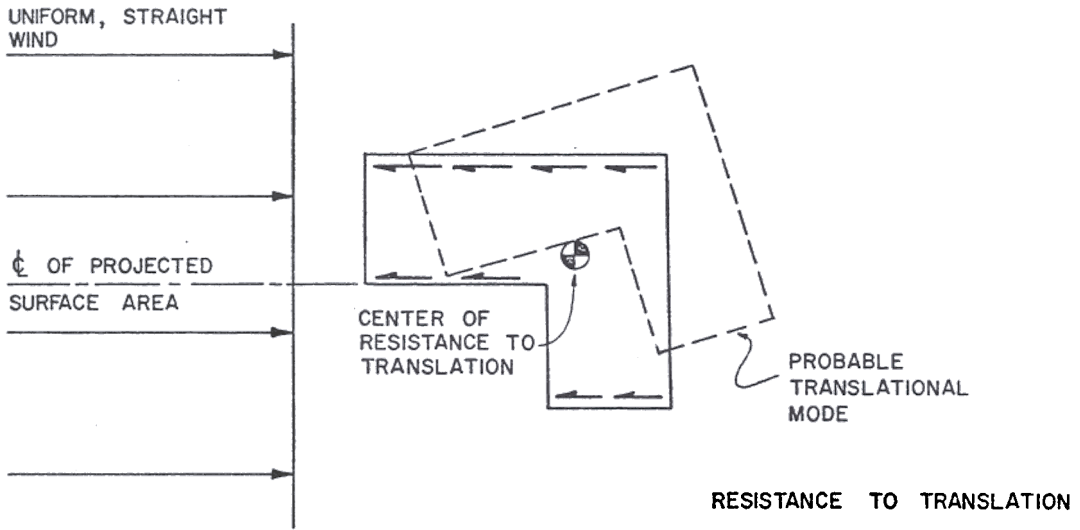 UNIFORM, STRAIGHT
WIND
℄ OF PROJECTED
SURFACE AREA
CENTER OF
RESISTANCE TO
TRANSLATION
PROBABLE
TRANSLATIONAL
MODE
RESISTANCE TO TRANSLATION